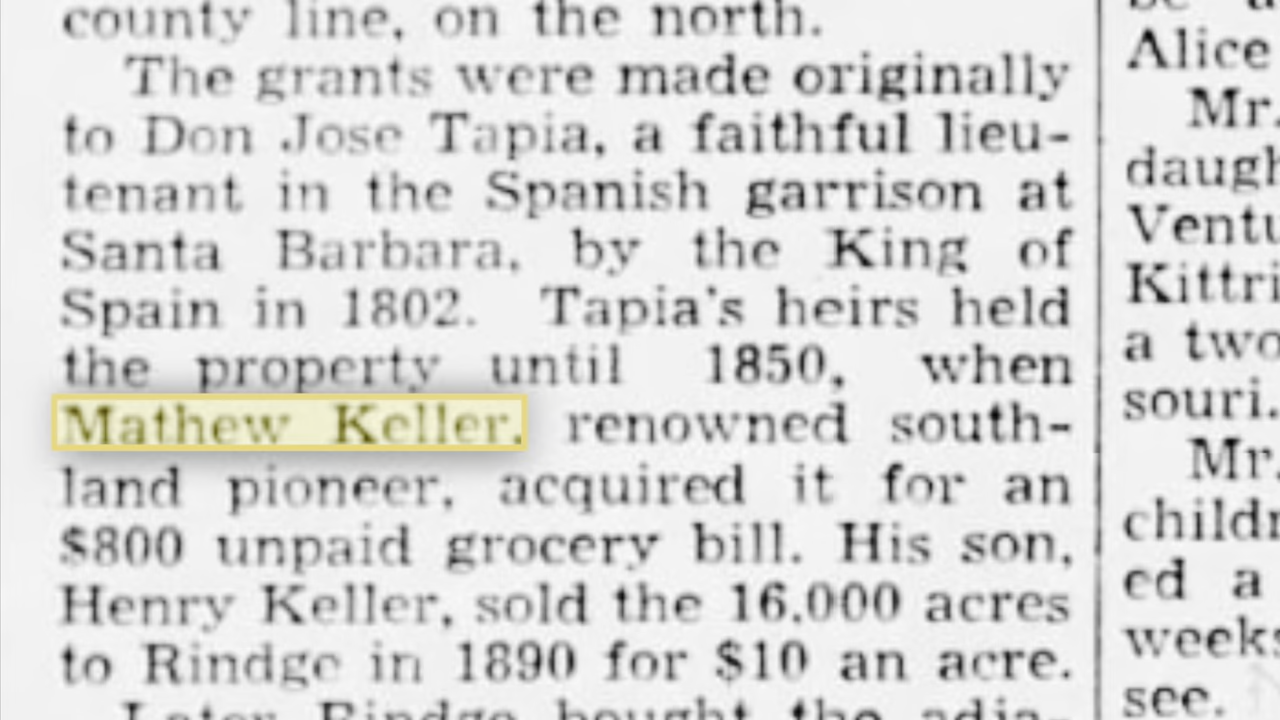 county line, on the north.
The grants were made originally
to Don Jose Tapia, a faithful lieu-
tenant in the Spanish garrison at
Santa Barbara, by the King of
Spain in 1802. Tapia's heirs held
the property until 1850, when
Mathew Keller, renowned south-
land pioneer, acquired it for an
$800 unpaid grocery bill. His son,
Henry Keller, sold the 16,000 acres
to Rindge in 1890 for $10 an acre.
Later Rindge bought the adja-
Alice
Mr.
daugh
Ventu
Kittri
a two
souri.
Mr.
childr
ed a
weeks
see.